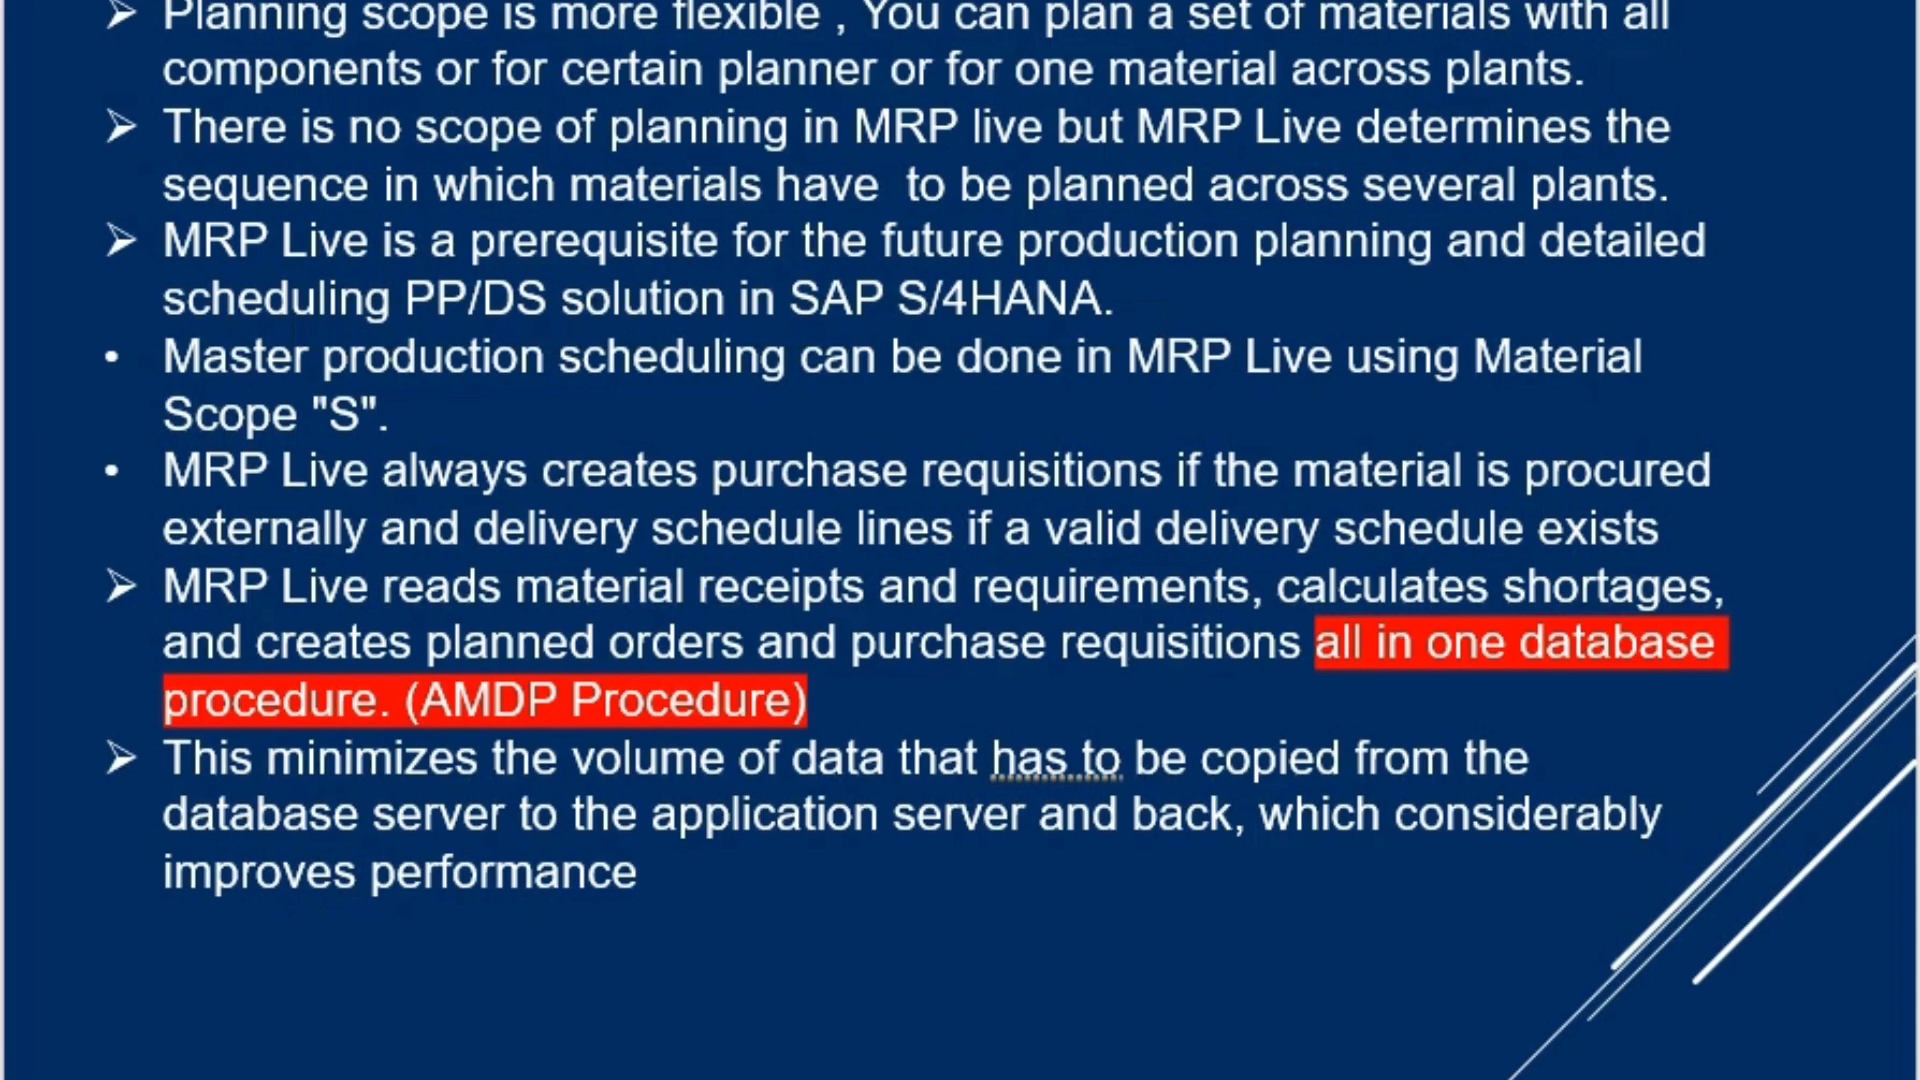 ➢ Planning scope is more flexible , You can plan a set of materials with all
components or for certain planner or for one material across plants.
➢ There is no scope of planning in MRP live but MRP Live determines the
sequence in which materials have  to be planned across several plants.
➢ MRP Live is a prerequisite for the future production planning and detailed
scheduling PP/DS solution in SAP S/4HANA.
• Master production scheduling can be done in MRP Live using Material
Scope "S".
• MRP Live always creates purchase requisitions if the material is procured
externally and delivery schedule lines if a valid delivery schedule exists
➢ MRP Live reads material receipts and requirements, calculates shortages,
and creates planned orders and purchase requisitions all in one database
procedure. (AMDP Procedure)
➢ This minimizes the volume of data that has to be copied from the
database server to the application server and back, which considerably
improves performance